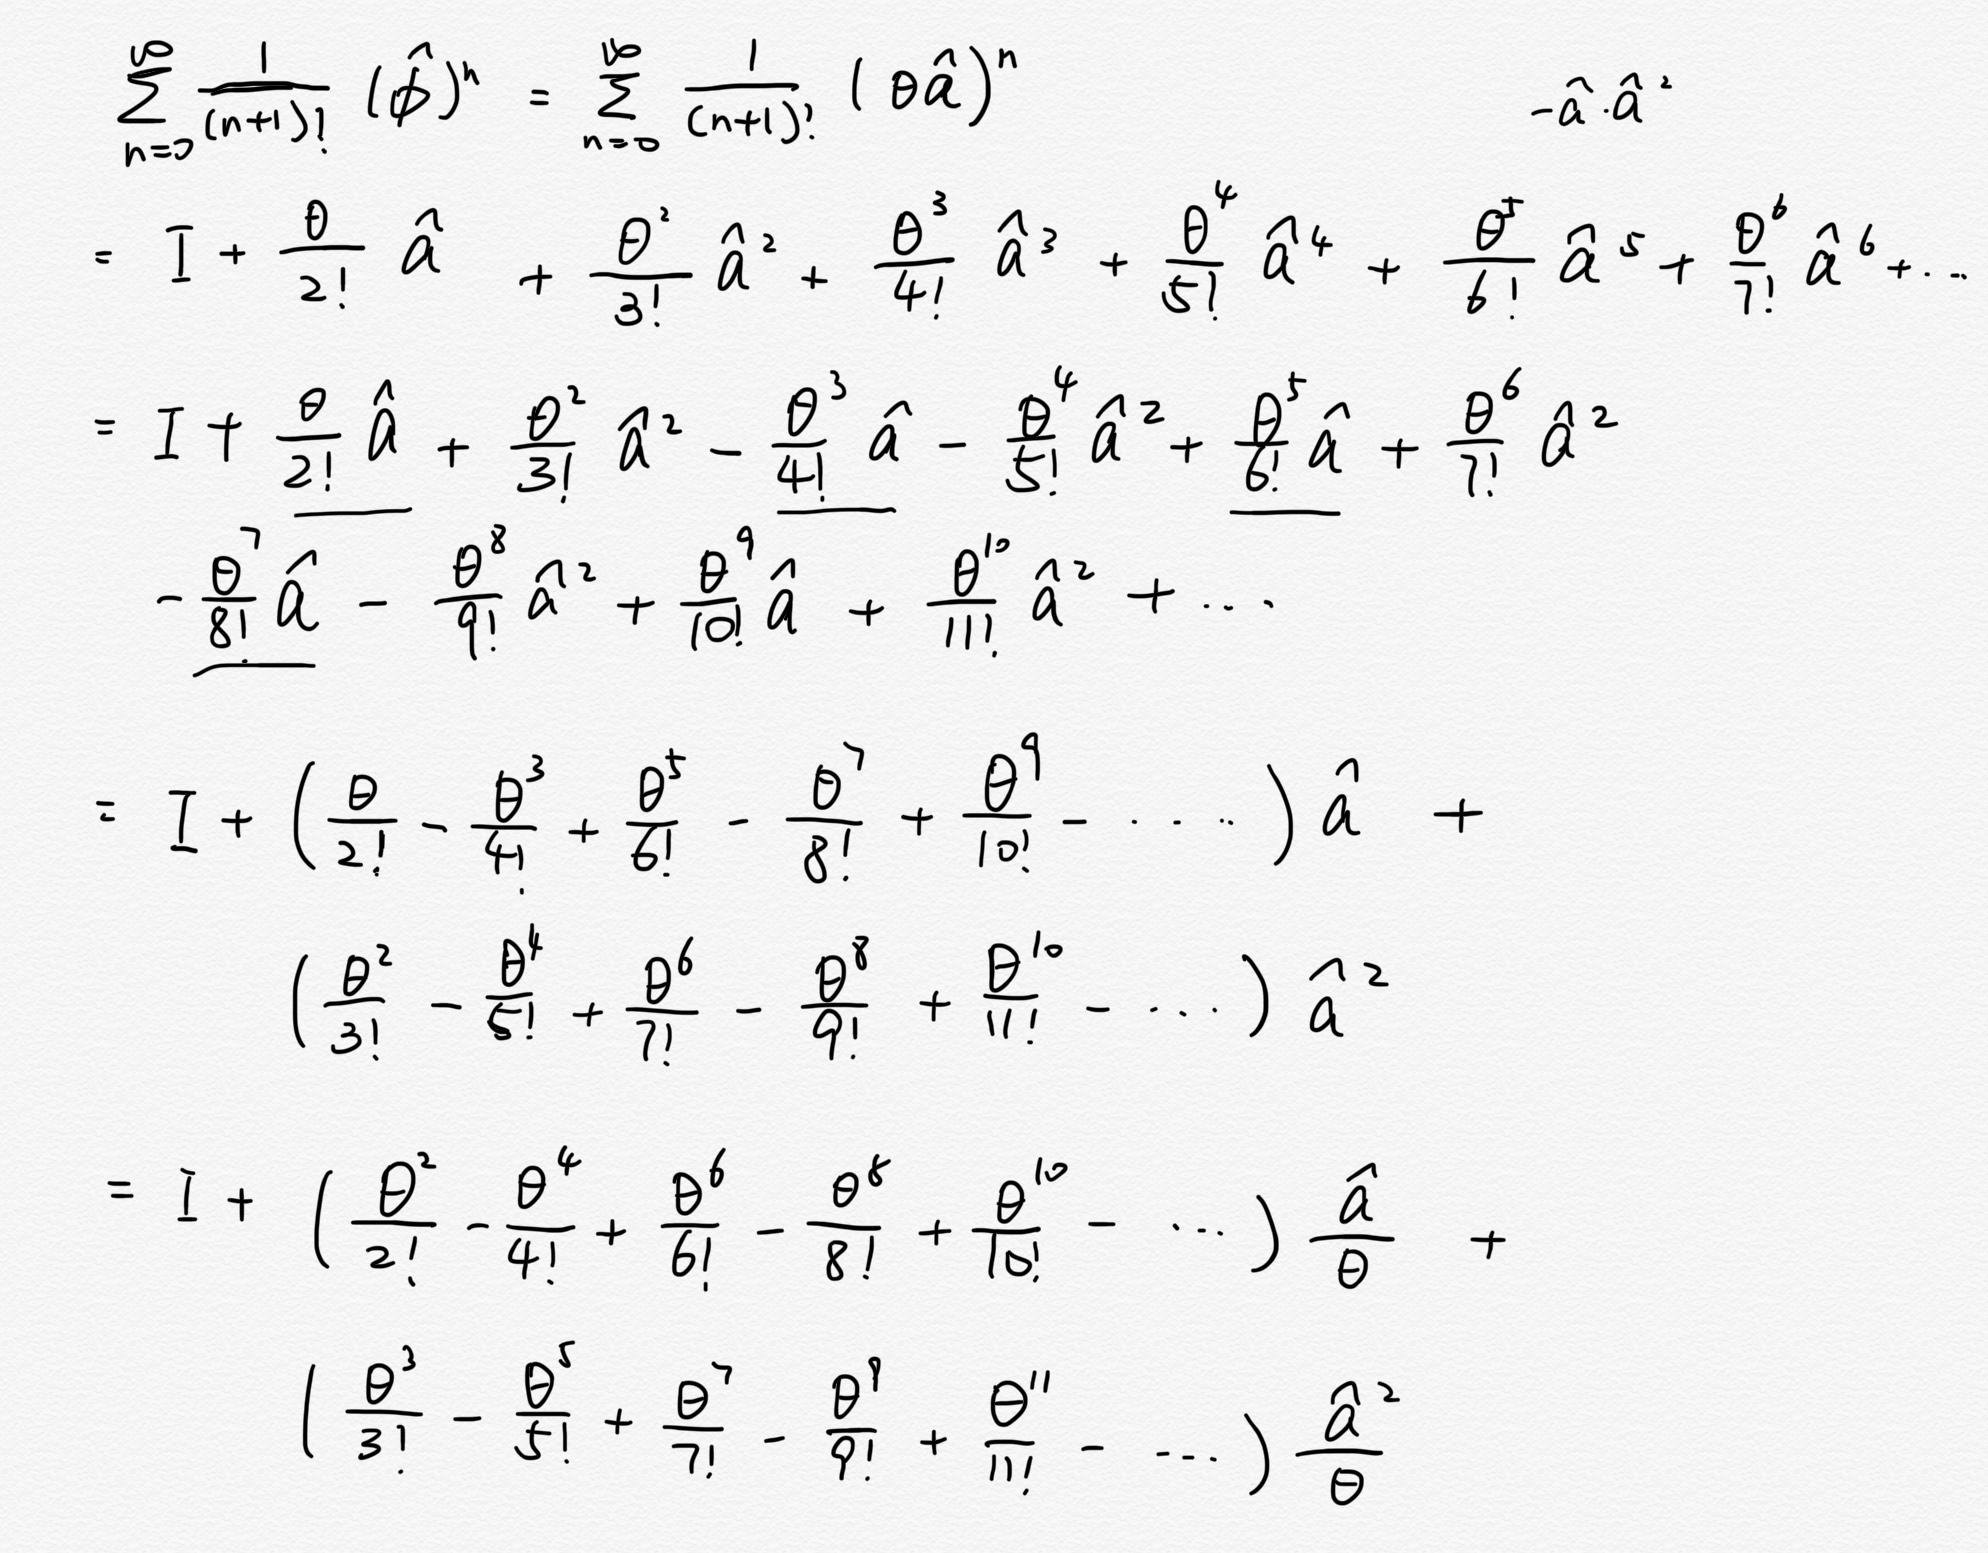 $\sum_{n=0}^{\infty} \frac{1}{(n+1)!} (\hat{\phi})^n = \sum_{n=0}^{\infty} \frac{1}{(n+1)!} (\theta \hat{a})^n$ $-\hat{a} \cdot \hat{a}^2$
$= I + \frac{\theta}{2!} \hat{a} + \frac{\theta^2}{3!} \hat{a}^2 + \frac{\theta^3}{4!} \hat{a}^3 + \frac{\theta^4}{5!} \hat{a}^4 + \frac{\theta^5}{6!} \hat{a}^5 + \frac{\theta^6}{7!} \hat{a}^6 + \cdots$
$= I + \frac{\theta}{2!} \hat{a} + \frac{\theta^2}{3!} \hat{a}^2 - \frac{\theta^3}{4!} \hat{a} - \frac{\theta^4}{5!} \hat{a}^2 + \frac{\theta^5}{6!} \hat{a} + \frac{\theta^6}{7!} \hat{a}^2$
$- \frac{\theta^7}{8!} \hat{a} - \frac{\theta^8}{9!} \hat{a}^2 + \frac{\theta^9}{10!} \hat{a} + \frac{\theta^{10}}{11!} \hat{a}^2 + \cdots$
$= I + \left( \frac{\theta}{2!} - \frac{\theta^3}{4!} + \frac{\theta^5}{6!} - \frac{\theta^7}{8!} + \frac{\theta^9}{10!} - \cdots \right) \hat{a} +$
$\left( \frac{\theta^2}{3!} - \frac{\theta^4}{5!} + \frac{\theta^6}{7!} - \frac{\theta^8}{9!} + \frac{\theta^{10}}{11!} - \cdots \right) \hat{a}^2$
$= I + \left( \frac{\theta^2}{2!} - \frac{\theta^4}{4!} + \frac{\theta^6}{6!} - \frac{\theta^8}{8!} + \frac{\theta^{10}}{10!} - \cdots \right) \frac{\hat{a}}{\theta} +$
$\left( \frac{\theta^3}{3!} - \frac{\theta^5}{5!} + \frac{\theta^7}{7!} - \frac{\theta^9}{9!} + \frac{\theta^{11}}{11!} - \cdots \right) \frac{\hat{a}^2}{\theta}$